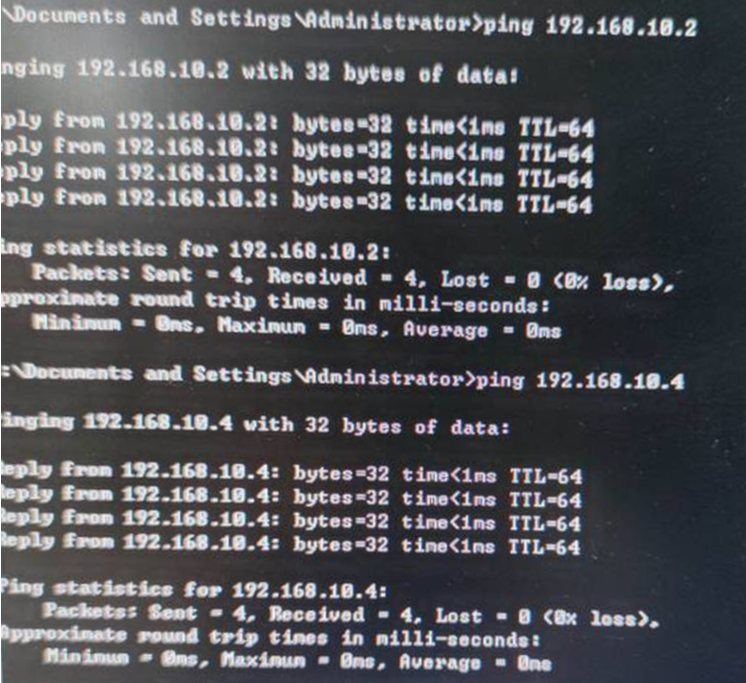 \Documents and Settings\Administrator>ping 192.168.10.2
nging 192.168.10.2 with 32 bytes of data:
ply from 192.168.10.2: bytes=32 time<1ms TTL=64
ply from 192.168.10.2: bytes=32 time<1ms TTL=64
ply from 192.168.10.2: bytes=32 time<1ms TTL=64
ply from 192.168.10.2: bytes=32 time<1ms TTL=64
ing statistics for 192.168.10.2:
Packets: Sent = 4, Received = 4, Lost = 0 (0% loss),
pproximate round trip times in milli-seconds:
Minimum = 0ms, Maximum = 0ms, Average = 0ms
:\Documents and Settings\Administrator>ping 192.168.10.4
inging 192.168.10.4 with 32 bytes of data:
Reply from 192.168.10.4: bytes=32 time<1ms TTL=64
Reply from 192.168.10.4: bytes=32 time<1ms TTL=64
Reply from 192.168.10.4: bytes=32 time<1ms TTL=64
Reply from 192.168.10.4: bytes=32 time<1ms TTL=64
Ping statistics for 192.168.10.4:
Packets: Sent = 4, Received = 4, Lost = 0 (0% loss),
Approximate round trip times in milli-seconds:
Minimum = 0ms, Maximum = 0ms, Average = 0ms